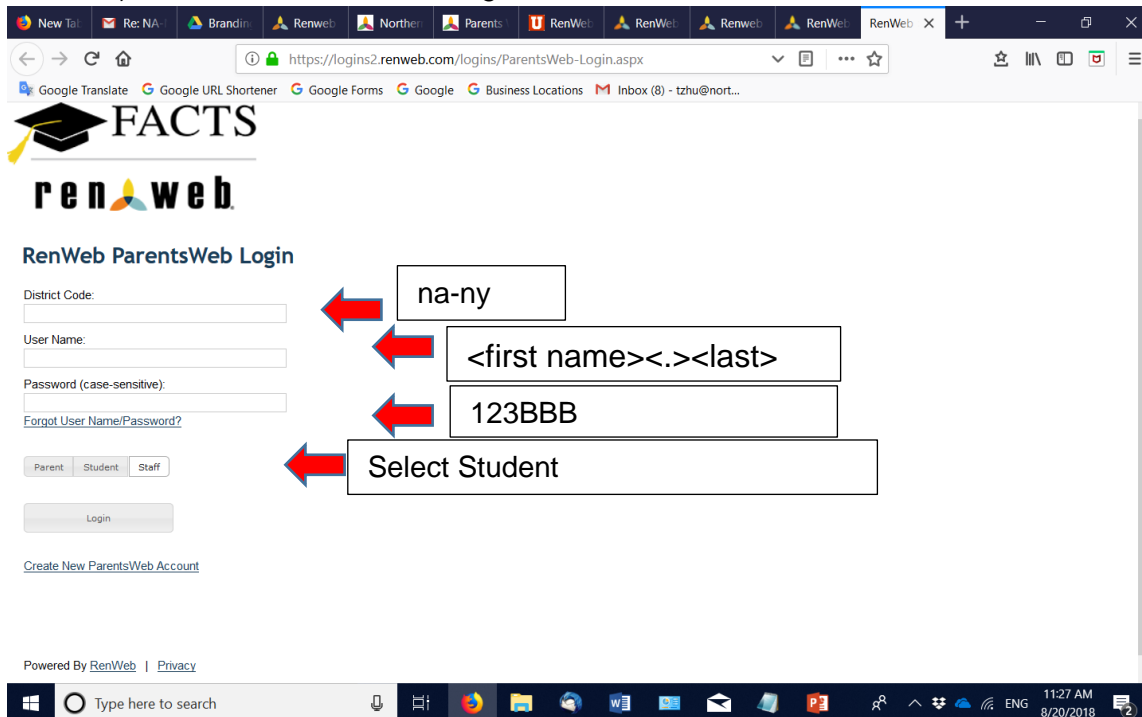 New Tab Re: NA- Brandin Renweb Northern Parents RenWeb RenWeb Renweb RenWeb RenWeb
https://logins2.renweb.com/logins/ParentsWeb-Login.aspx
Google Translate Google URL Shortener Google Forms Google Business Locations Inbox (8) - tzhu@nort...
FACTS
renweb.
RenWeb ParentsWeb Login
District Code:
na-ny
User Name:
<first name><.><last>
Password (case-sensitive):
123BBB
Forgot User Name/Password?
Parent Student Staff
Select Student
Login
Create New ParentsWeb Account
Powered By RenWeb | Privacy
Type here to search
ENG
11:27 AM
8/20/2018
2